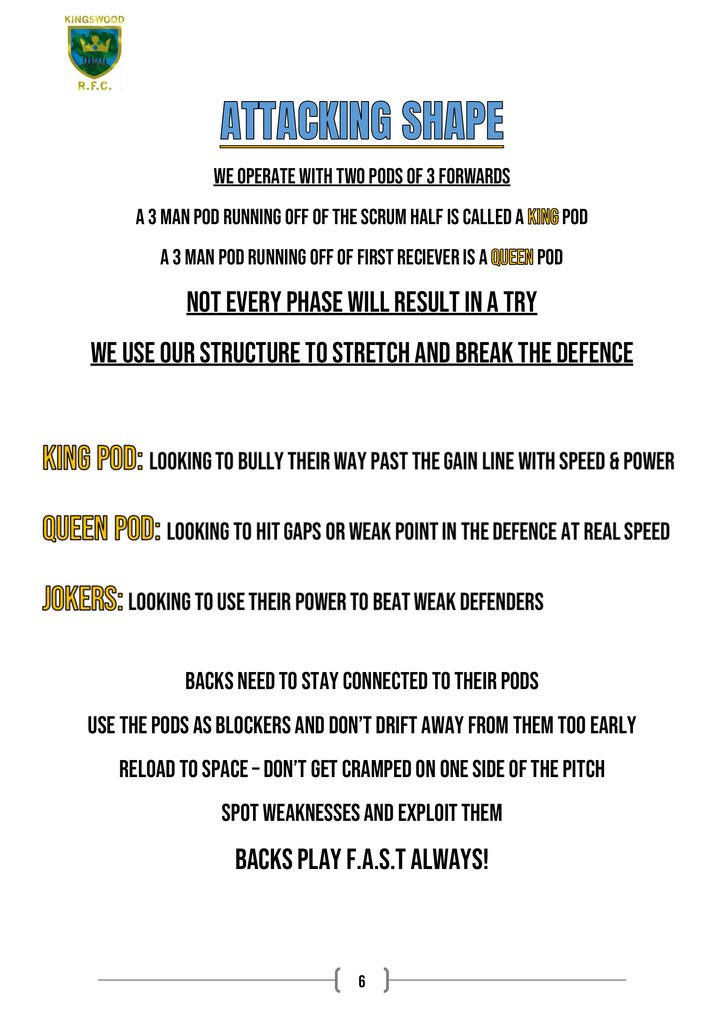 KINGSWOOD
R.F.C.
ATTACKING SHAPE
WE OPERATE WITH TWO PODS OF 3 FORWARDS
A 3 MAN POD RUNNING OFF OF THE SCRUM HALF IS CALLED A KING POD
A 3 MAN POD RUNNING OFF OF FIRST RECIEVER IS A QUEEN POD
NOT EVERY PHASE WILL RESULT IN A TRY
WE USE OUR STRUCTURE TO STRETCH AND BREAK THE DEFENCE
KING POD: LOOKING TO BULLY THEIR WAY PAST THE GAIN LINE WITH SPEED & POWER
QUEEN POD: LOOKING TO HIT GAPS OR WEAK POINT IN THE DEFENCE AT REAL SPEED
JOKERS: LOOKING TO USE THEIR POWER TO BEAT WEAK DEFENDERS
BACKS NEED TO STAY CONNECTED TO THEIR PODS
USE THE PODS AS BLOCKERS AND DON'T DRIFT AWAY FROM THEM TOO EARLY
RELOAD TO SPACE – DON'T GET CRAMPED ON ONE SIDE OF THE PITCH
SPOT WEAKNESSES AND EXPLOIT THEM
BACKS PLAY F.A.S.T ALWAYS!
6